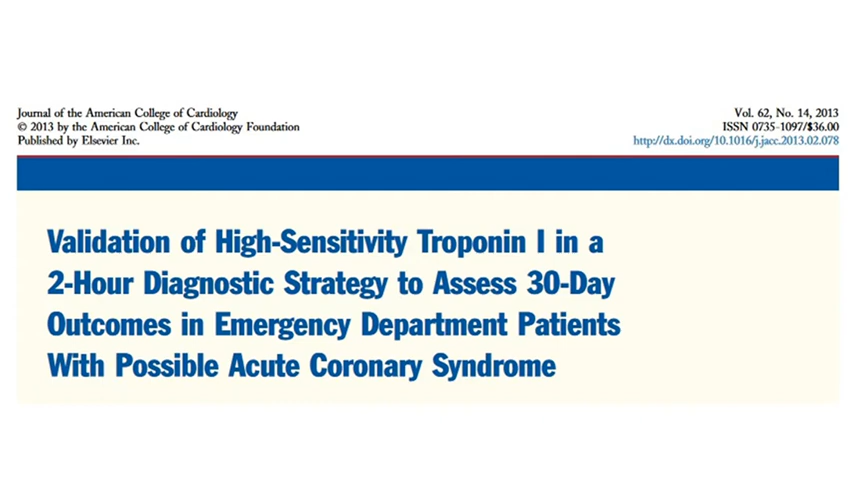 Journal of the American College of Cardiology
© 2013 by the American College of Cardiology Foundation
Published by Elsevier Inc.
Vol. 62, No. 14, 2013
ISSN 0735-1097/$36.00
http://dx.doi.org/10.1016/j.jacc.2013.02.078
Validation of High-Sensitivity Troponin I in a
2-Hour Diagnostic Strategy to Assess 30-Day
Outcomes in Emergency Department Patients
With Possible Acute Coronary Syndrome